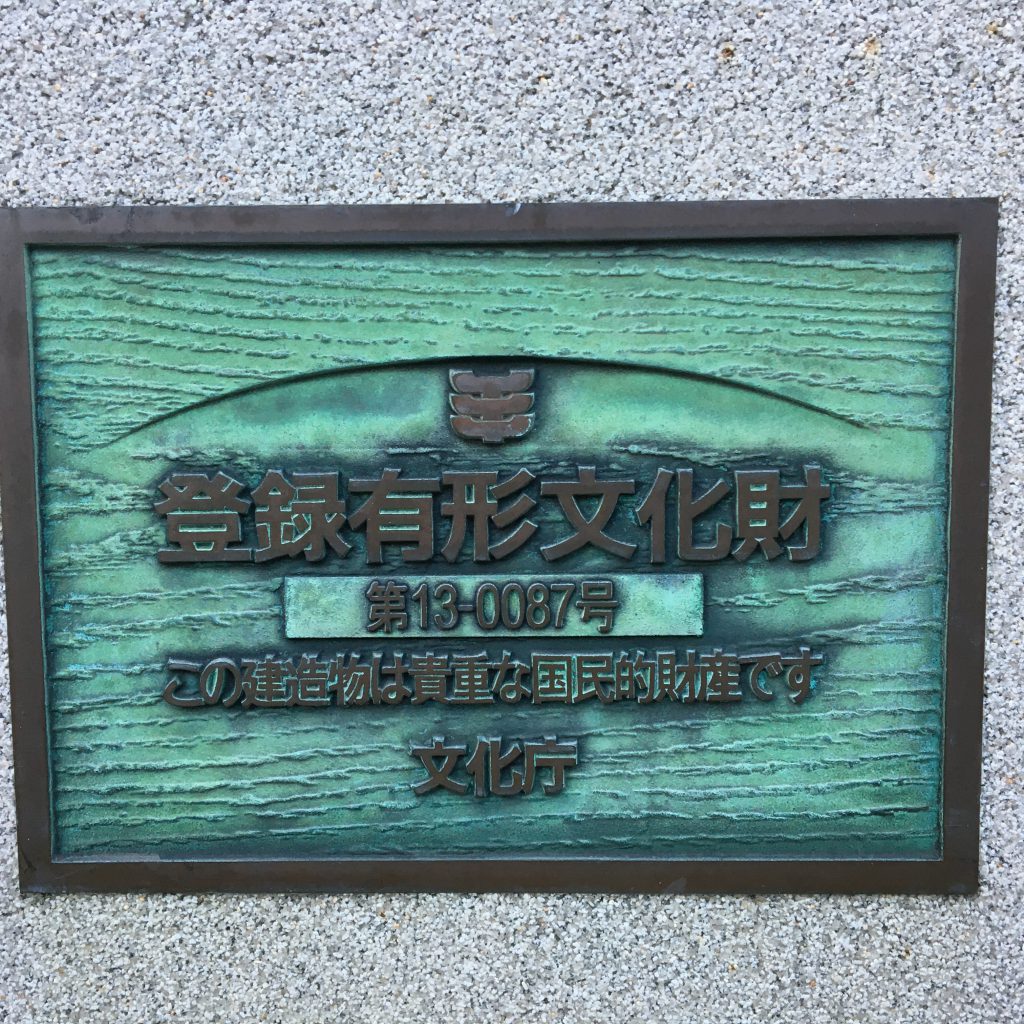 登録有形文化財
第13-0087号
この建造物は貴重な国民的財産です
文化庁